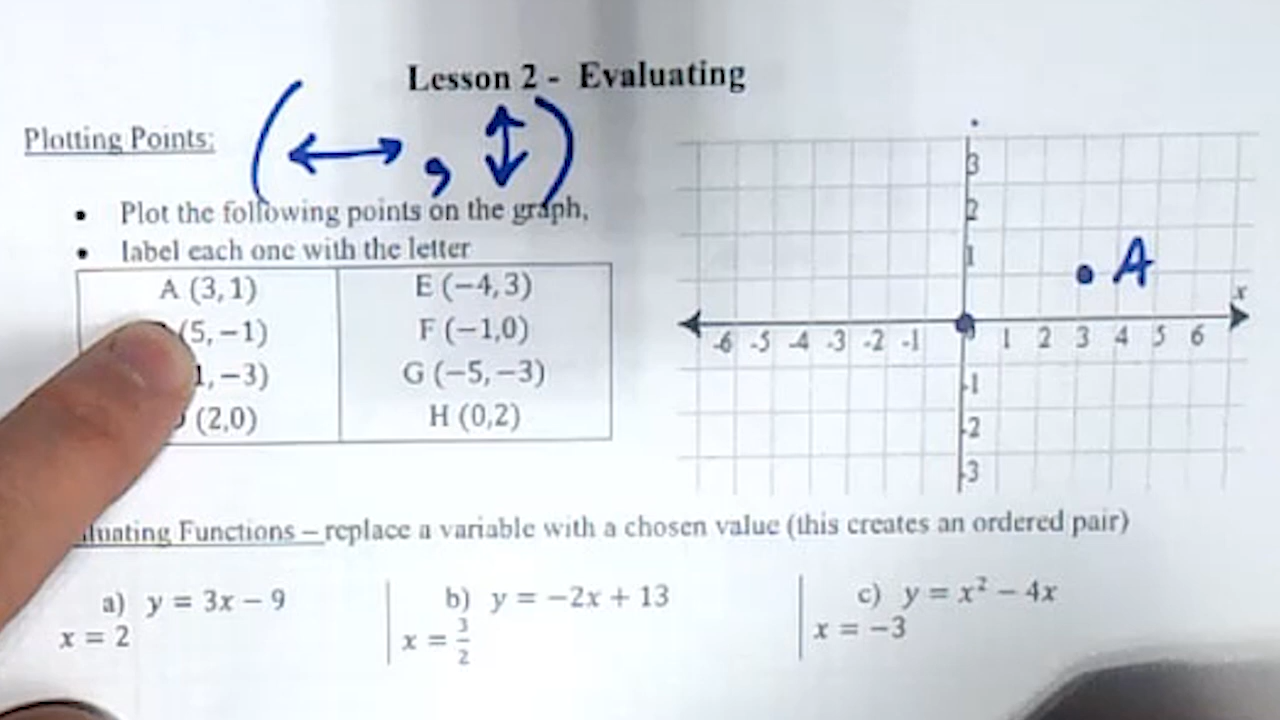 Lesson 2 - Evaluating
Plotting Points:
( , )
• Plot the following points on the graph,
• label each one with the letter
A (3,1) E (−4,3)
(5,−1) F (−1,0)
1,−3) G (−5,−3)
(2,0) H (0,2)
3
2
1
A
x
-6 -5 -4 -3 -2 -1 1 2 3 4 5 6
-1
-2
-3
luating Functions – replace a variable with a chosen value (this creates an ordered pair)
a) y = 3x − 9 b) y = −2x + 13 c) y = x² − 4x
x = 2 x = 3/2 x = −3